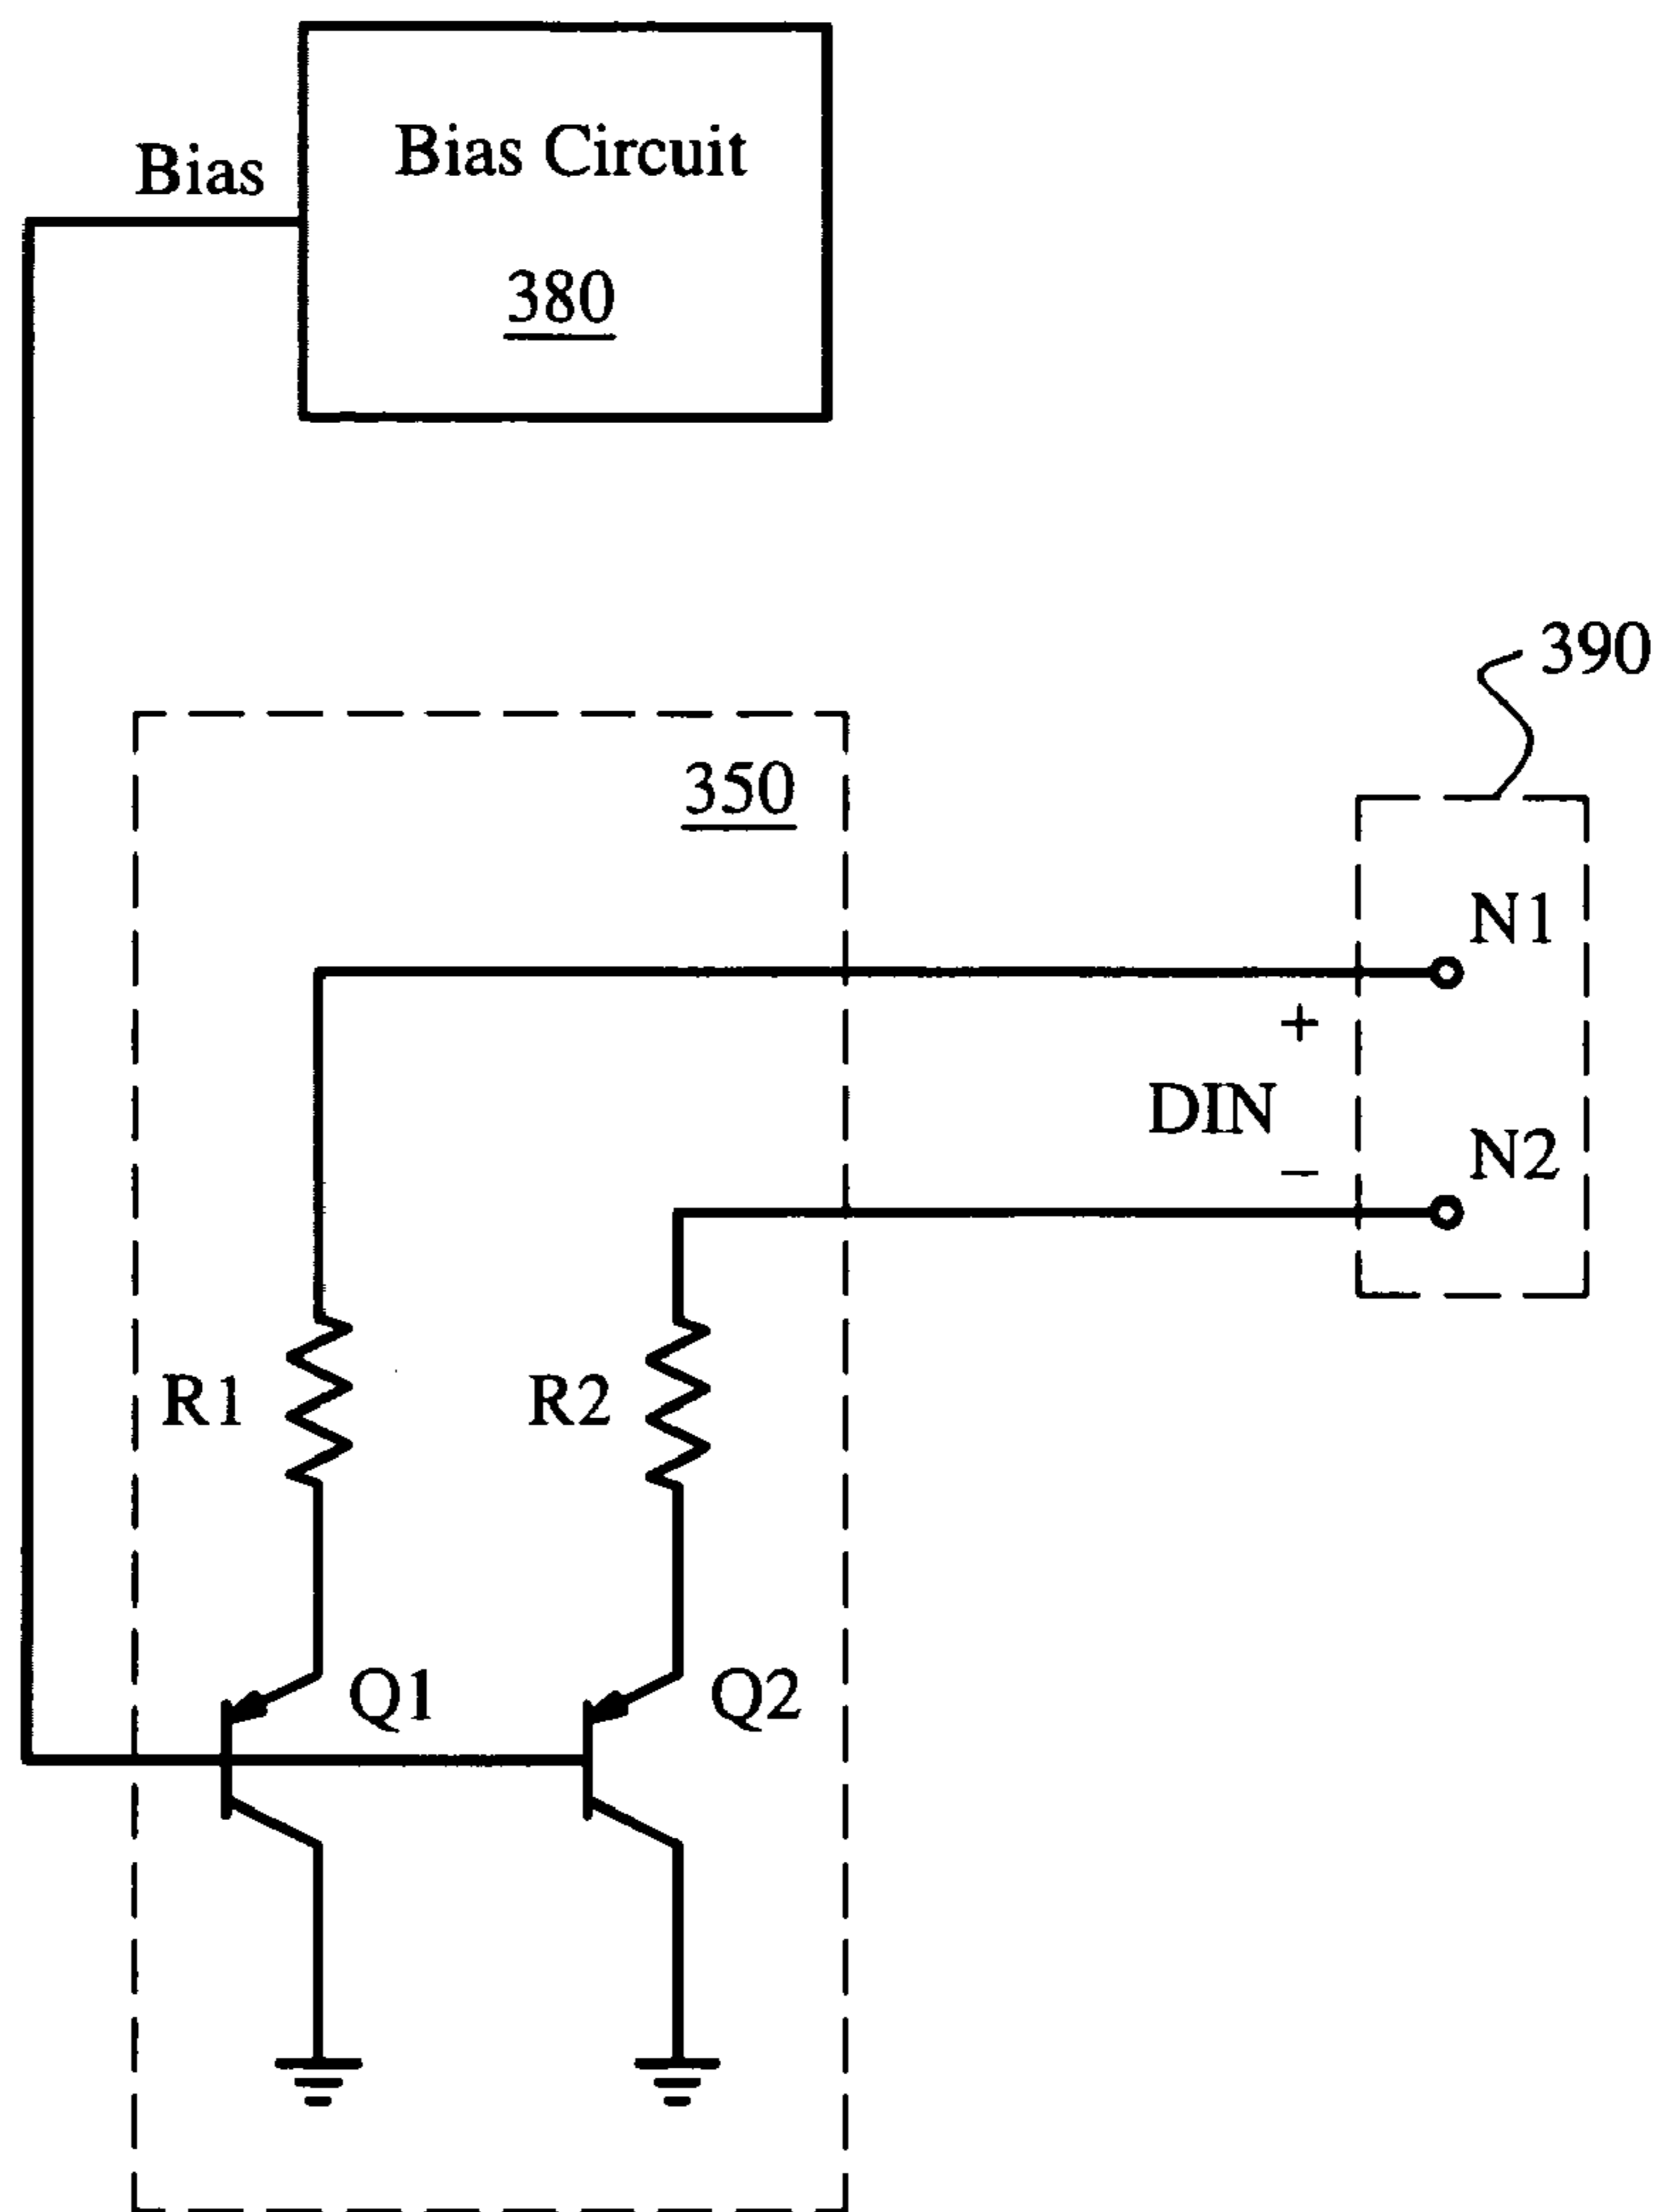 Bias
Bias Circuit
380
390
350
N1
+
DIN
−
N2
R1
R2
Q1
Q2